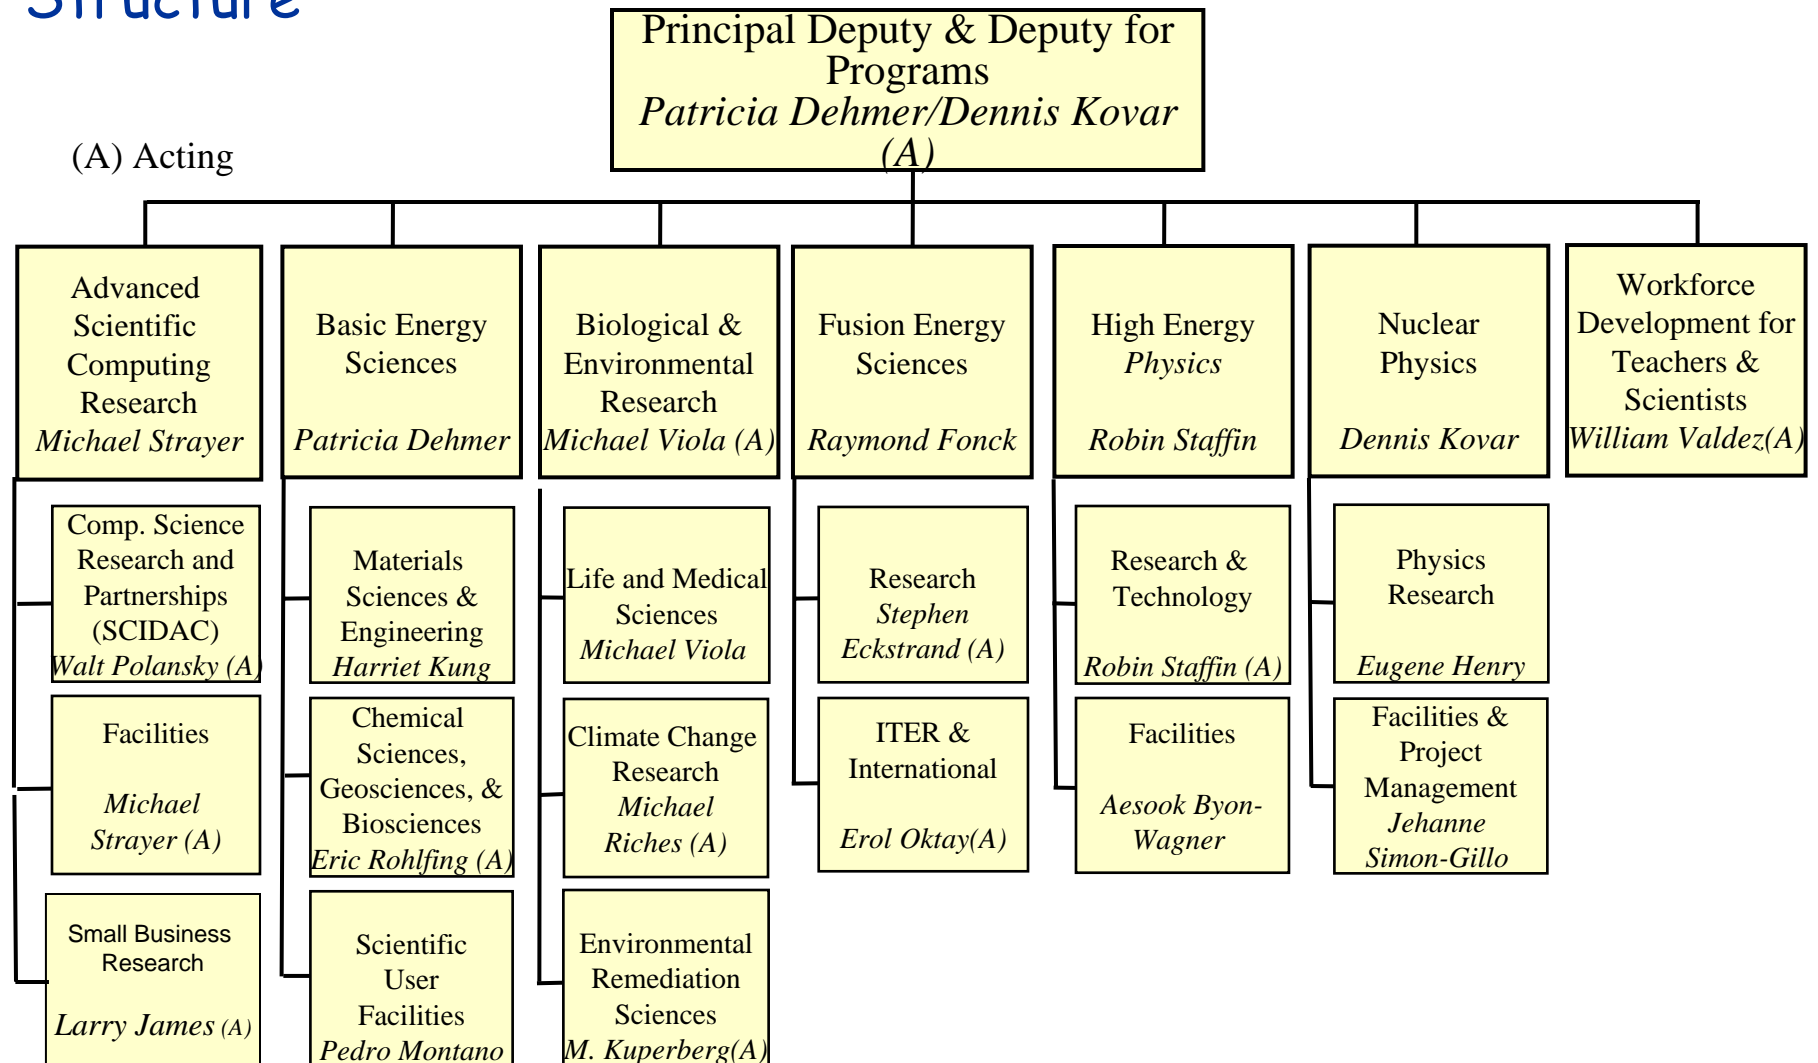 Structure
Principal Deputy & Deputy for
Programs
Patricia Dehmer/Dennis Kovar
(A)
(A) Acting
Advanced
Scientific
Computing
Research
Michael Strayer
Basic Energy
Sciences
Patricia Dehmer
Biological &
Environmental
Research
Michael Viola (A)
Fusion Energy
Sciences
Raymond Fonck
High Energy
Physics
Robin Staffin
Nuclear
Physics
Dennis Kovar
Workforce
Development for
Teachers &
Scientists
William Valdez(A)
Comp. Science
Research and
Partnerships
(SCIDAC)
Walt Polansky (A)
Materials
Sciences &
Engineering
Harriet Kung
Life and Medical
Sciences
Michael Viola
Research
Stephen
Eckstrand (A)
Research &
Technology
Robin Staffin (A)
Physics
Research
Eugene Henry
Facilities
Michael
Strayer (A)
Chemical
Sciences,
Geosciences, &
Biosciences
Eric Rohlfing (A)
Climate Change
Research
Michael
Riches (A)
ITER &
International
Erol Oktay(A)
Facilities
Aesook Byon-
Wagner
Facilities &
Project
Management
Jehanne
Simon-Gillo
Small Business
Research
Larry James (A)
Scientific
User
Facilities
Pedro Montano
Environmental
Remediation
Sciences
M. Kuperberg(A)